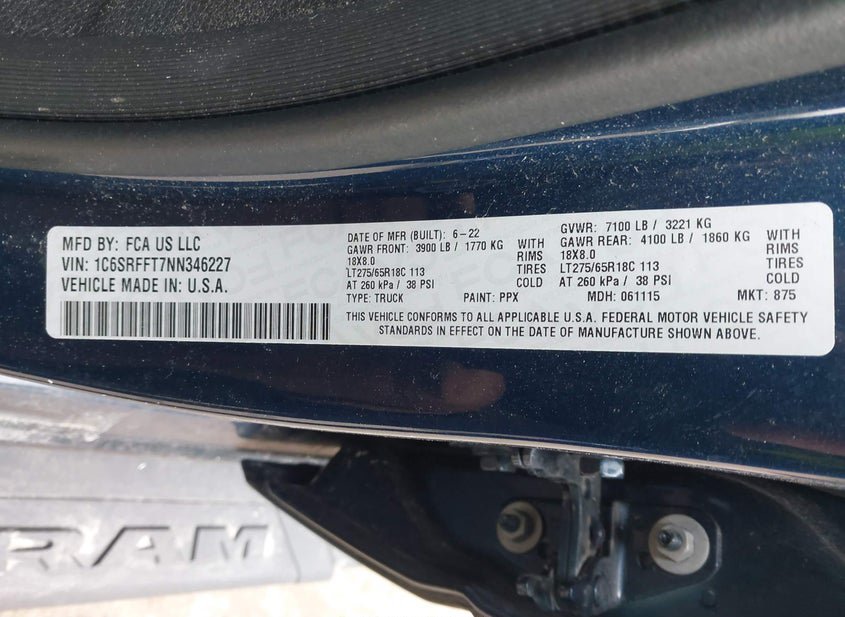 MFD BY: FCA US LLC
VIN: 1C6SRFFT7NN346227
VEHICLE MADE IN: U.S.A.
DATE OF MFR (BUILT): 6-22 GVWR: 7100 LB / 3221 KG
GAWR FRONT: 3900 LB / 1770 KG WITH GAWR REAR: 4100 LB / 1860 KG WITH
18X8.0 RIMS 18X8.0 RIMS
LT275/65R18C 113 TIRES LT275/65R18C 113 TIRES
AT 260 kPa / 38 PSI COLD AT 260 kPa / 38 PSI COLD
TYPE: TRUCK PAINT: PPX MDH: 061115 MKT: 875
THIS VEHICLE CONFORMS TO ALL APPLICABLE U.S.A. FEDERAL MOTOR VEHICLE SAFETY
STANDARDS IN EFFECT ON THE DATE OF MANUFACTURE SHOWN ABOVE.
RAM